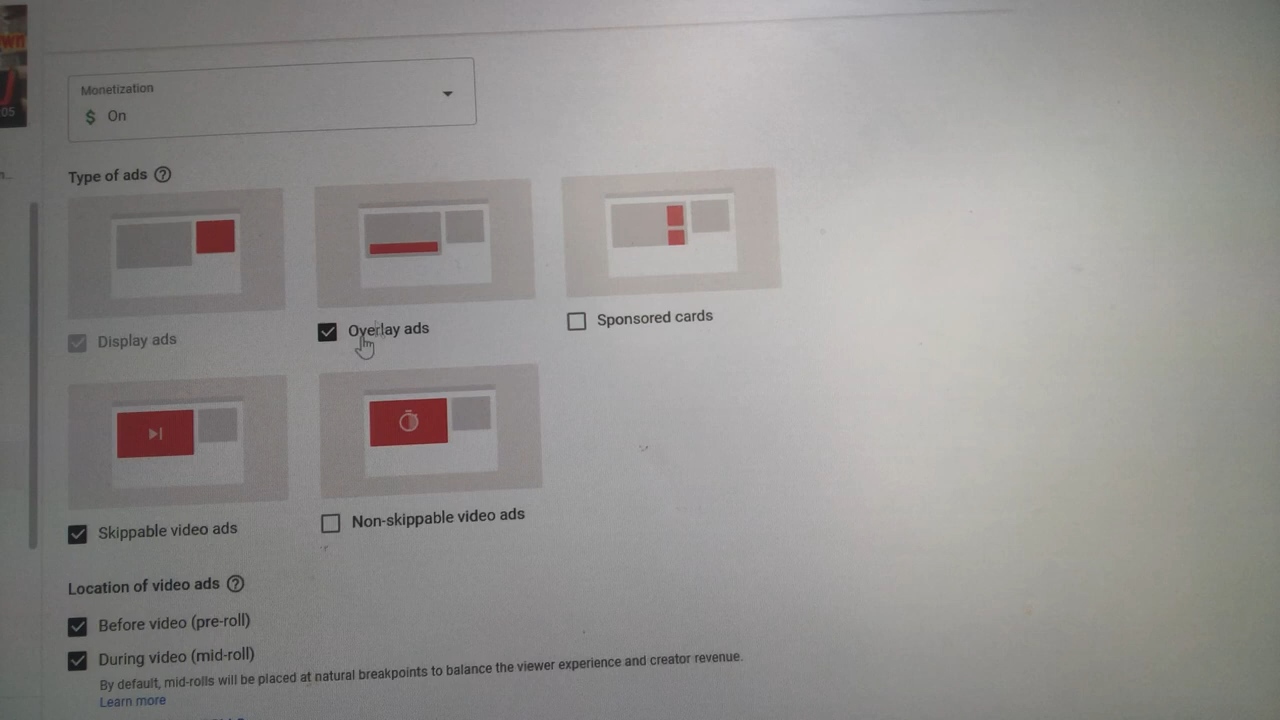 WN
05
n...
Monetization
$ On
Type of ads ?
Display ads
Overlay ads
Sponsored cards
Skippable video ads
Non-skippable video ads
Location of video ads ?
Before video (pre-roll)
During video (mid-roll)
By default, mid-rolls will be placed at natural breakpoints to balance the viewer experience and creator revenue.
Learn more